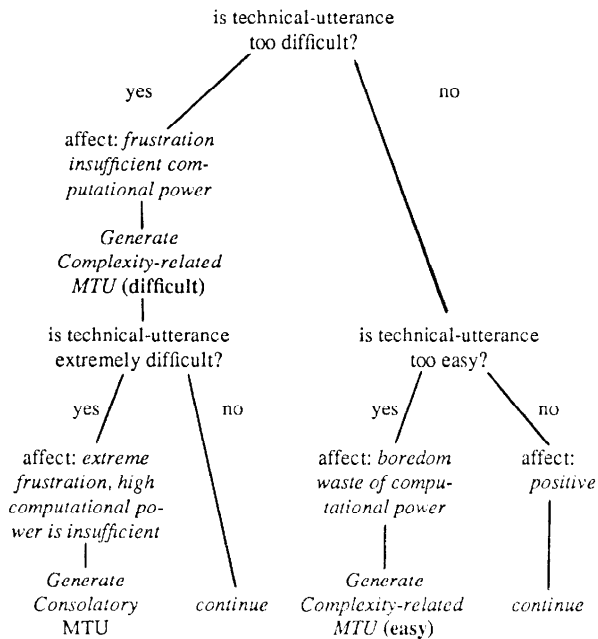 is technical-utterance
too difficult?
yes
no
affect: frustration
insufficient com-
putational power
Generate
Complexity-related
MTU (difficult)
is technical-utterance
extremely difficult?
is technical-utterance
too easy?
yes
no
yes
no
affect: extreme
frustration, high
computational po-
wer is insufficient
affect: boredom
waste of compu-
tational power
affect:
positive
Generate
Consolatory
MTU
continue
Generate
Complexity-related
MTU (easy)
continue